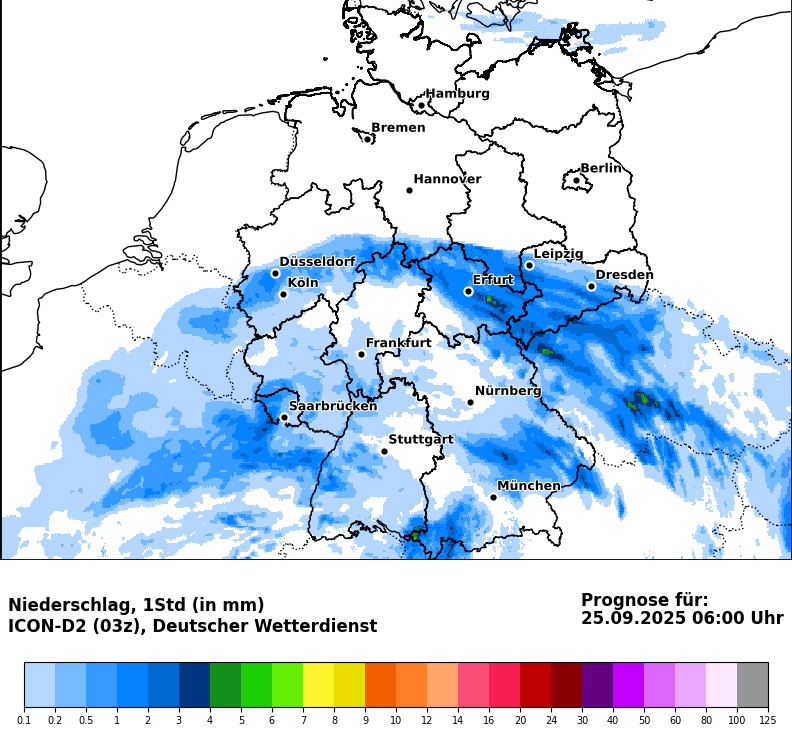 Hamburg
Bremen
Berlin
Hannover
Leipzig
Düsseldorf
Dresden
Erfurt
Köln
Frankfurt
Nürnberg
Saarbrücken
Stuttgart
München
Niederschlag, 1Std (in mm)
ICON-D2 (03z), Deutscher Wetterdienst
Prognose für:
25.09.2025 06:00 Uhr
0.1 0.2 0.5 1 2 3 4 5 6 7 8 9 10 12 14 16 20 24 30 40 50 60 80 100 125